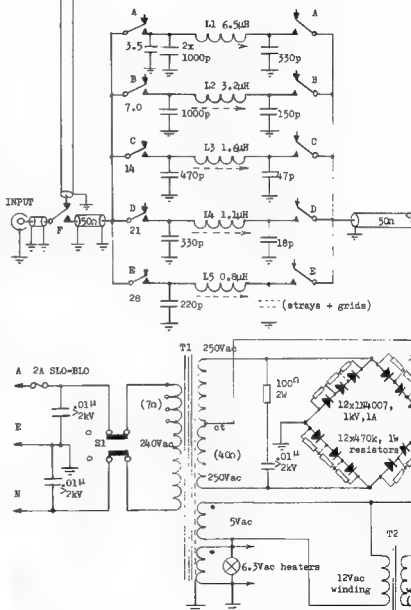 A L1 6.5μH A
3.5 2x
1000p 330p
B L2 3.2μH B
7.0 1000p 150p
C L3 1.6μH C
14 470p 47p
INPUT D L4 1.1μH D
50Ω F 21 330p 18p 50Ω
E L5 0.8μH E
28 220p (strays + grids)
T1 250Vac
A 2A SLO-BLO
100Ω
2W
.01μ
2kV
(7Ω)
12x1N4007,
1kV,1A
E S1 240Vac ct
(40Ω)
12x470k, 1W
resistors
.01μ
2kV
.01μ
2kV
N 250Vac
5Vac
T2
6.3Vac heaters
12Vac
winding